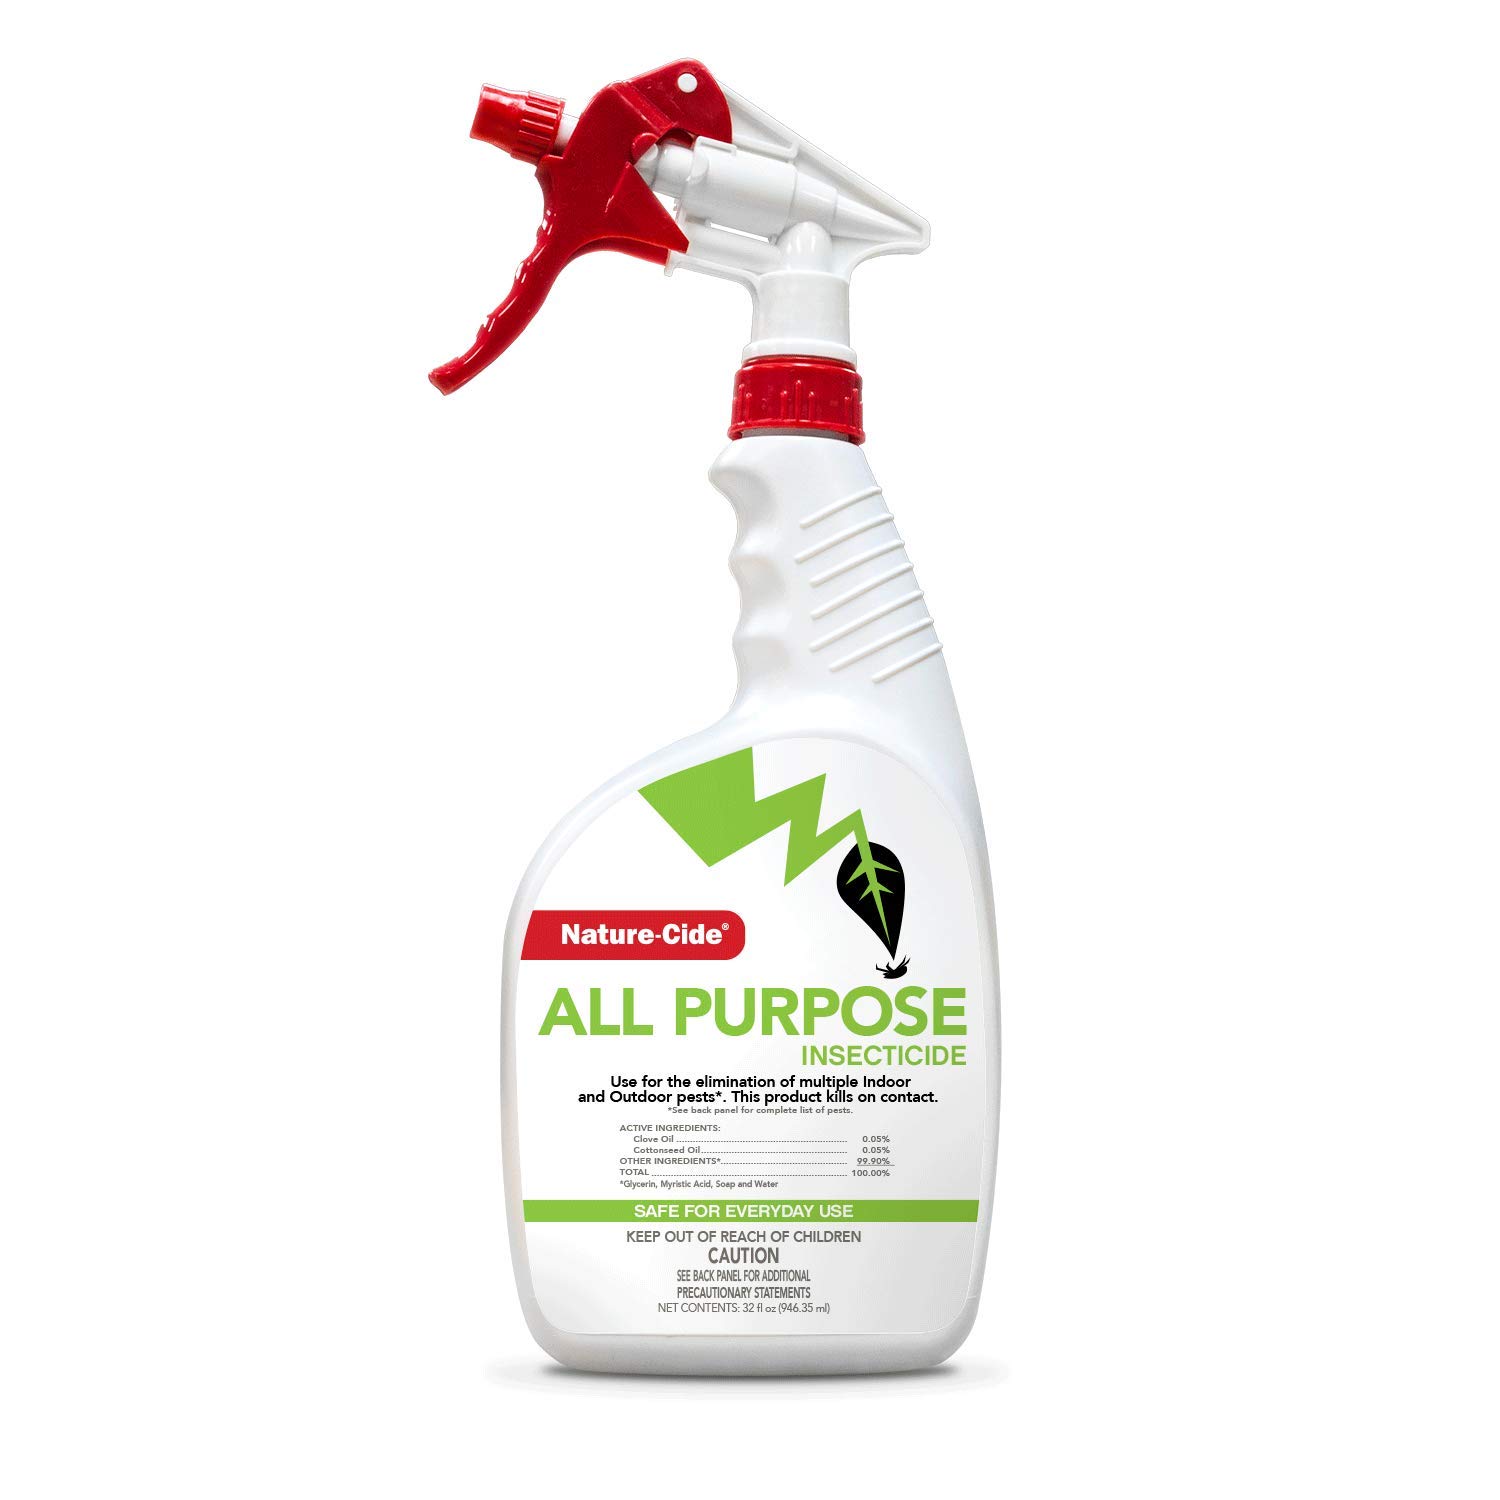 Nature-Cide®
ALL PURPOSE
INSECTICIDE
Use for the elimination of multiple Indoor
and Outdoor pests*. This product kills on contact.
*See back panel for complete list of pests.
ACTIVE INGREDIENTS:
Clove Oil ........ 0.05%
Cottonseed Oil ........ 0.05%
OTHER INGREDIENTS* ........ 99.90%
TOTAL ........ 100.00%
*Glycerin, Myristic Acid, Soap and Water
SAFE FOR EVERYDAY USE
KEEP OUT OF REACH OF CHILDREN
CAUTION
SEE BACK PANEL FOR ADDITIONAL
PRECAUTIONARY STATEMENTS
NET CONTENTS: 32 fl oz (946.35 ml)